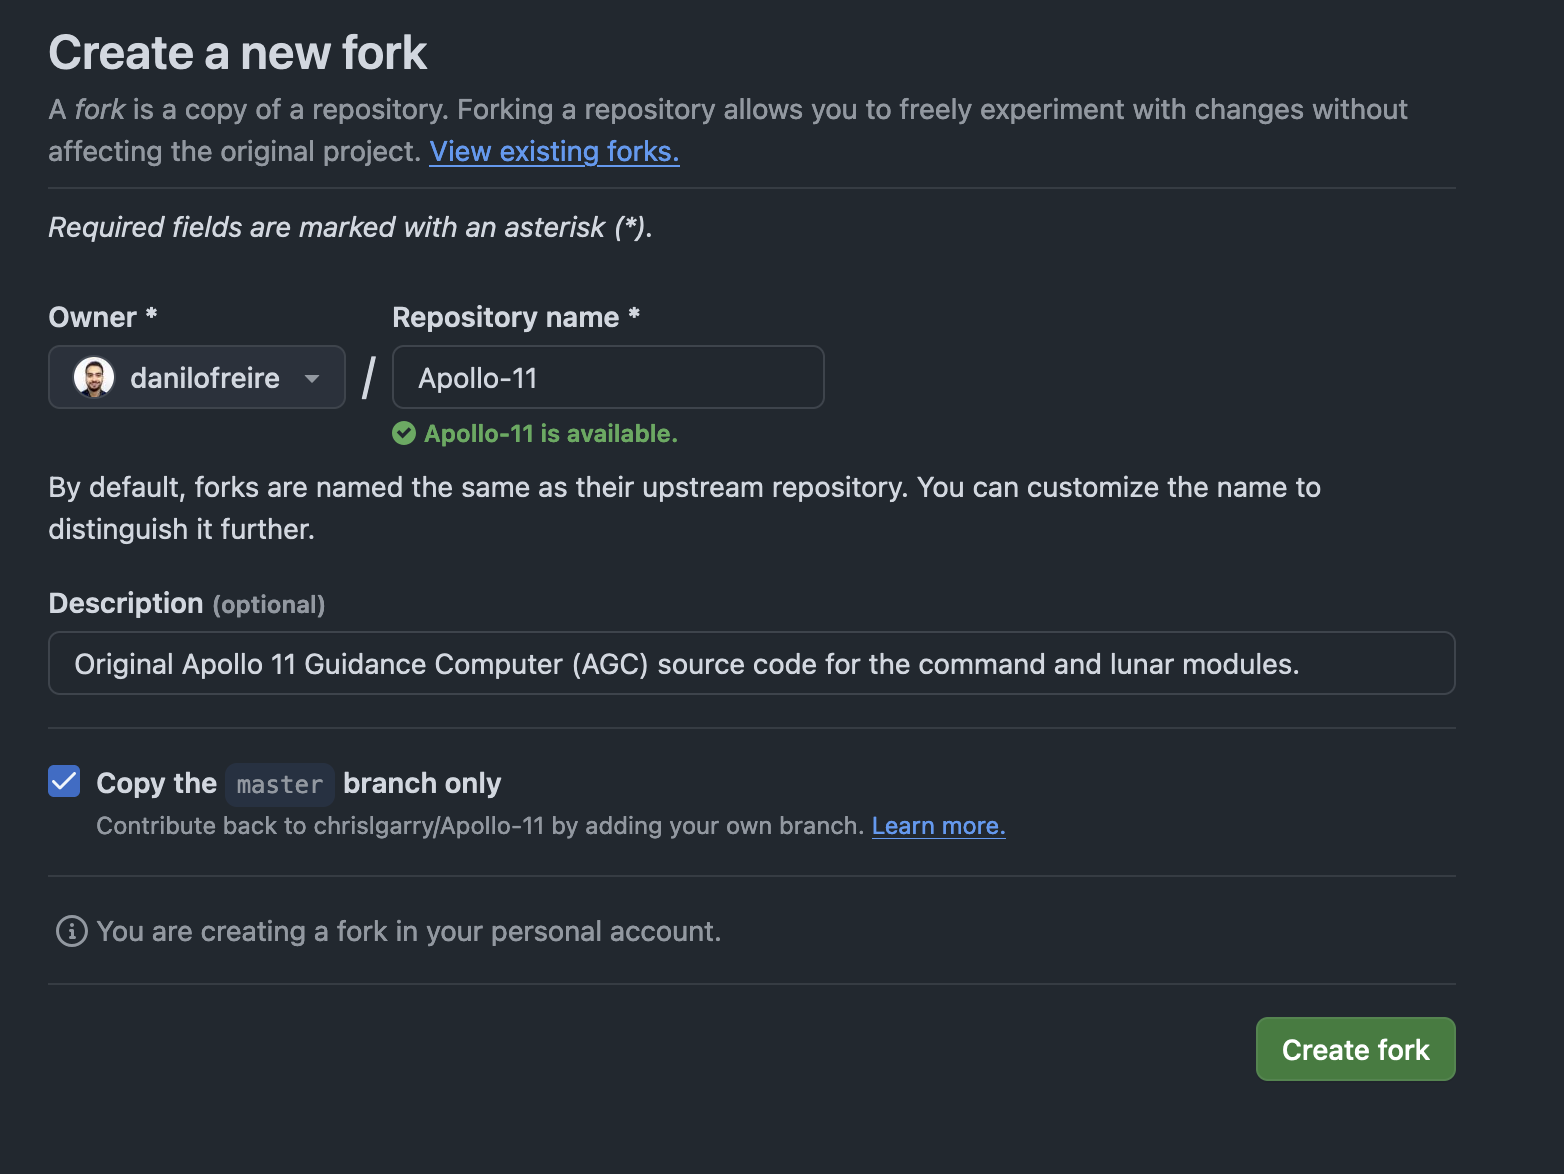 Create a new fork
A fork is a copy of a repository. Forking a repository allows you to freely experiment with changes without
affecting the original project. View existing forks.
Required fields are marked with an asterisk (*).
Owner *
Repository name *
danilofreire
/
Apollo-11
Apollo-11 is available.
By default, forks are named the same as their upstream repository. You can customize the name to
distinguish it further.
Description (optional)
Original Apollo 11 Guidance Computer (AGC) source code for the command and lunar modules.
Copy the master branch only
Contribute back to chrislgarry/Apollo-11 by adding your own branch. Learn more.
You are creating a fork in your personal account.
Create fork